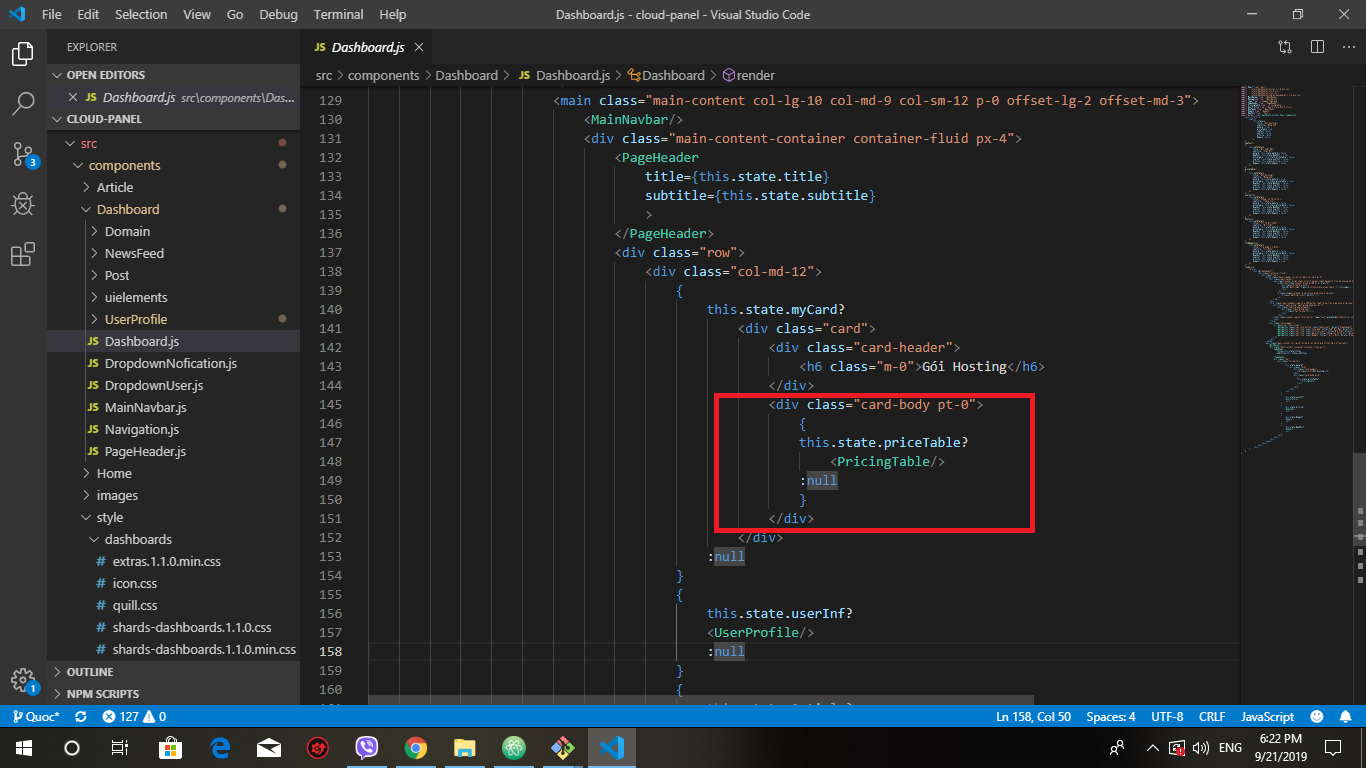 File Edit Selection View Go Debug Terminal Help Dashboard.js - cloud-panel - Visual Studio Code
EXPLORER
OPEN EDITORS
Dashboard.js src\components\Das...
CLOUD-PANEL
src
components
Article
Dashboard
Domain
NewsFeed
Post
uielements
UserProfile
JS Dashboard.js
JS DropdownNofication.js
JS DropdownUser.js
JS MainNavbar.js
JS Navigation.js
JS PageHeader.js
Home
images
style
dashboards
# extras.1.1.0.min.css
# icon.css
# quill.css
# shards-dashboards.1.1.0.css
# shards-dashboards.1.1.0.min.css
OUTLINE
NPM SCRIPTS
3
1
JS Dashboard.js
src > components > Dashboard > JS Dashboard.js > Dashboard > render
129 <main class="main-content col-lg-10 col-md-9 col-sm-12 p-0 offset-lg-2 offset-md-3">
130 <MainNavbar/>
131 <div class="main-content-container container-fluid px-4">
132 <PageHeader
133 title={this.state.title}
134 subtitle={this.state.subtitle}
135 >
136 </PageHeader>
137 <div class="row">
138 <div class="col-md-12">
139 {
140 this.state.myCard?
141 <div class="card">
142 <div class="card-header">
143 <h6 class="m-0">Gói Hosting</h6>
144 </div>
145 <div class="card-body pt-0">
146 {
147 this.state.priceTable?
148 <PricingTable/>
149 :null
150 }
151 </div>
152 </div>
153 :null
154 }
155 {
156 this.state.userInf?
157 <UserProfile/>
158 :null
159 }
160 {
Quoc* 127 0 Ln 158, Col 50 Spaces: 4 UTF-8 CRLF JavaScript
ENG 6:22 PM
9/21/2019